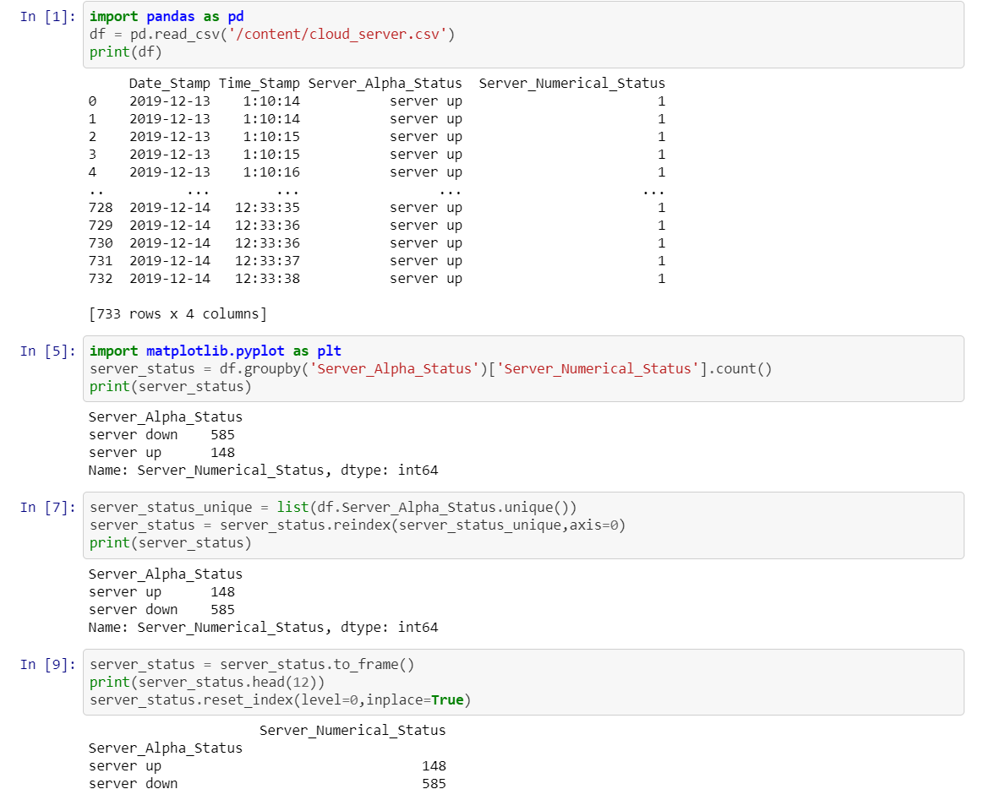 In [1]: import pandas as pd
df = pd.read_csv('/content/cloud_server.csv')
print(df)
Date_Stamp Time_Stamp Server_Alpha_Status  Server_Numerical_Status
0    2019-12-13    1:10:14           server up                        1
1    2019-12-13    1:10:14           server up                        1
2    2019-12-13    1:10:15           server up                        1
3    2019-12-13    1:10:15           server up                        1
4    2019-12-13    1:10:16           server up                        1
..          ...        ...                 ...                      ...
728  2019-12-14   12:33:35           server up                        1
729  2019-12-14   12:33:36           server up                        1
730  2019-12-14   12:33:36           server up                        1
731  2019-12-14   12:33:37           server up                        1
732  2019-12-14   12:33:38           server up                        1
[733 rows x 4 columns]
In [5]: import matplotlib.pyplot as plt
server_status = df.groupby('Server_Alpha_Status')['Server_Numerical_Status'].count()
print(server_status)
Server_Alpha_Status
server down    585
server up      148
Name: Server_Numerical_Status, dtype: int64
In [7]: server_status_unique = list(df.Server_Alpha_Status.unique())
server_status = server_status.reindex(server_status_unique,axis=0)
print(server_status)
Server_Alpha_Status
server up      148
server down    585
Name: Server_Numerical_Status, dtype: int64
In [9]: server_status = server_status.to_frame()
print(server_status.head(12))
server_status.reset_index(level=0,inplace=True)
Server_Numerical_Status
Server_Alpha_Status
server up                                148
server down                              585